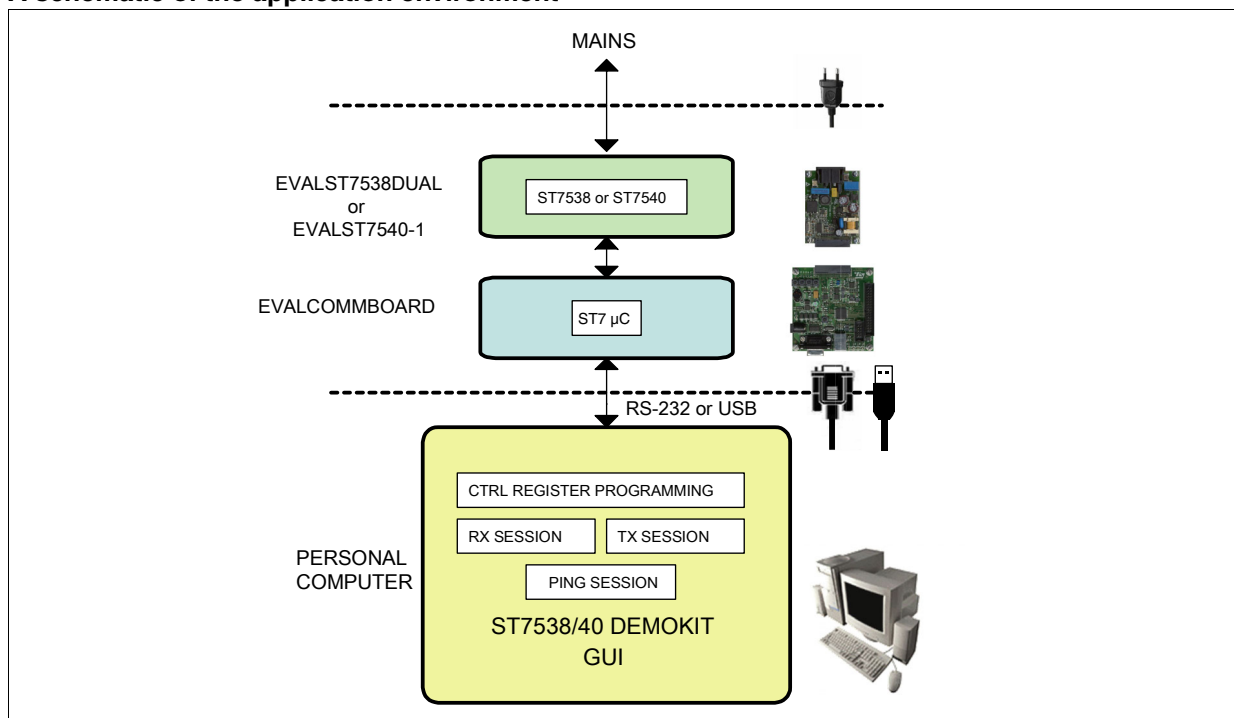 A schematic of the application environment
MAINS
EVALST7538DUAL
or
EVALST7540-1
ST7538 or ST7540
EVALCOMMBOARD
ST7 µC
RS-232 or USB
CTRL REGISTER PROGRAMMING
RX SESSION
TX SESSION
PING SESSION
PERSONAL
COMPUTER
ST7538/40 DEMOKIT
GUI